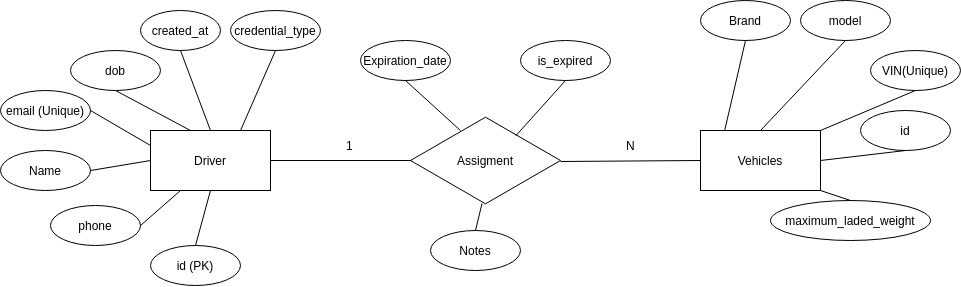 Brand
model
created_at
credential_type
Expiration_date
is_expired
dob
VIN(Unique)
email (Unique)
id
1
N
Driver
Assigment
Vehicles
Name
phone
maximum_laded_weight
Notes
id (PK)